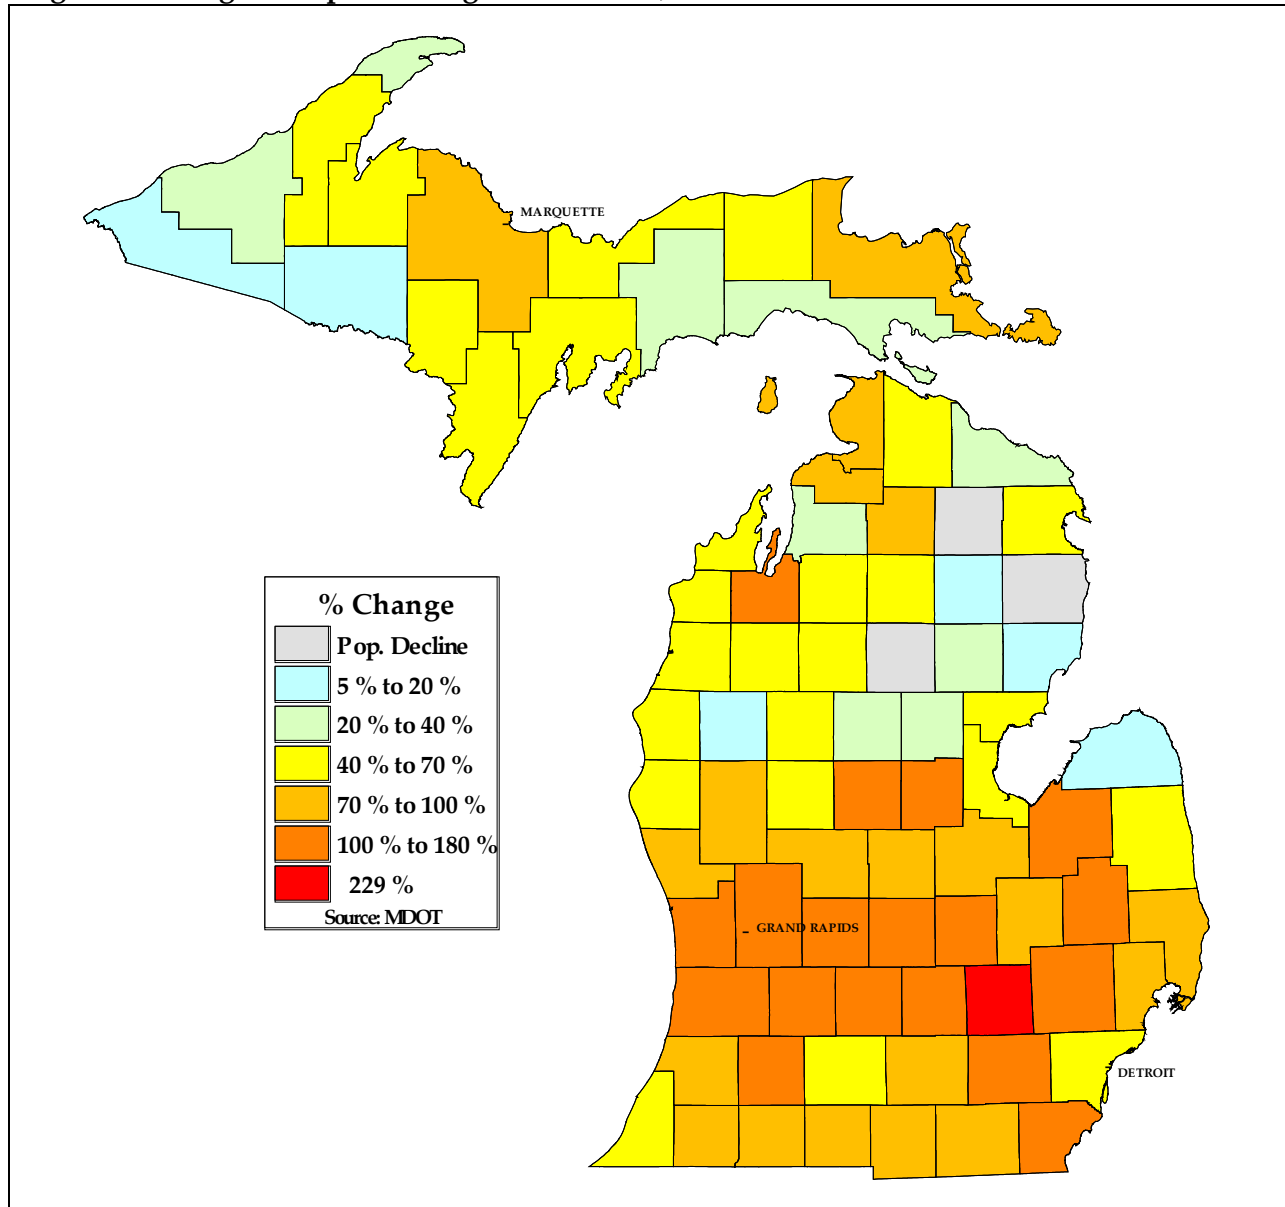 MARQUETTE
% Change
Pop. Decline
5 % to 20 %
20 % to 40 %
40 % to 70 %
70 % to 100 %
100 % to 180 %
229 %
Source: MDOT
GRAND RAPIDS
DETROIT